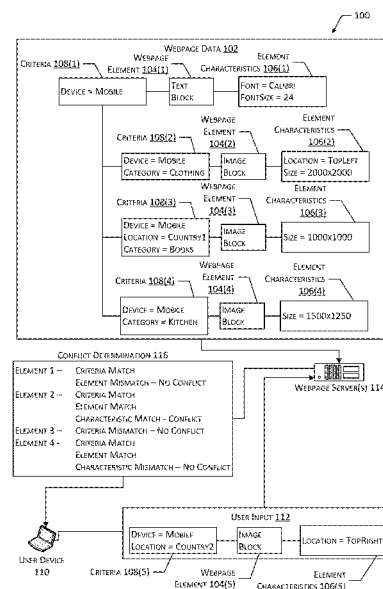 100
WEBPAGE DATA 102
CRITERIA 108(1)
WEBPAGE
ELEMENT 104(1)
ELEMENT
CHARACTERISTICS 106(1)
DEVICE = MOBILE
TEXT
BLOCK
FONT = CALIBRI
FONTSIZE = 24
CRITERIA 108(2)
WEBPAGE
ELEMENT
104(2)
ELEMENT
CHARACTERISTICS
106(2)
DEVICE = MOBILE
CATEGORY = CLOTHING
IMAGE
BLOCK
LOCATION = TOPLEFT
SIZE = 2000X2000
CRITERIA 108(3)
WEBPAGE
ELEMENT
104(3)
ELEMENT
CHARACTERISTICS
106(3)
DEVICE = MOBILE
LOCATION = COUNTRY1
CATEGORY = BOOKS
IMAGE
BLOCK
SIZE = 1000X1000
CRITERIA 108(4)
WEBPAGE
ELEMENT
104(4)
ELEMENT
CHARACTERISTICS
106(4)
DEVICE = MOBILE
CATEGORY = KITCHEN
IMAGE
BLOCK
SIZE = 1500X1250
CONFLICT DETERMINATION 116
ELEMENT 1 – CRITERIA MATCH
ELEMENT MISMATCH – NO CONFLICT
ELEMENT 2 – CRITERIA MATCH
ELEMENT MATCH
CHARACTERISTIC MATCH - CONFLICT
ELEMENT 3 – CRITERIA MISMATCH – NO CONFLICT
ELEMENT 4 - CRITERIA MATCH
ELEMENT MATCH
CHARACTERISTIC MISMATCH – NO CONFLICT
WEBPAGE SERVER(S) 114
USER DEVICE
110
USER INPUT 112
DEVICE = MOBILE
LOCATION = COUNTRY2
IMAGE
BLOCK
LOCATION = TOPRIGHT
CRITERIA 108(5)
WEBPAGE
ELEMENT 104(5)
ELEMENT
CHARACTERISTICS 106(5)